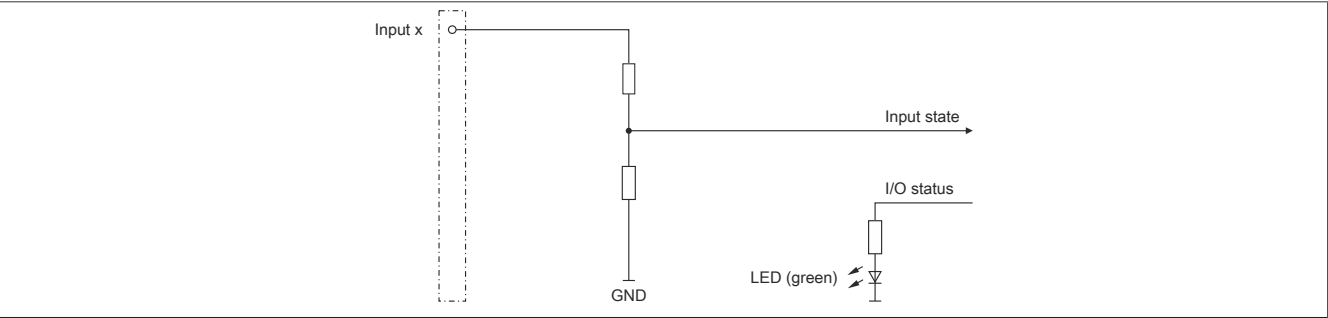 Input x
Input state
I/O status
LED (green)
GND